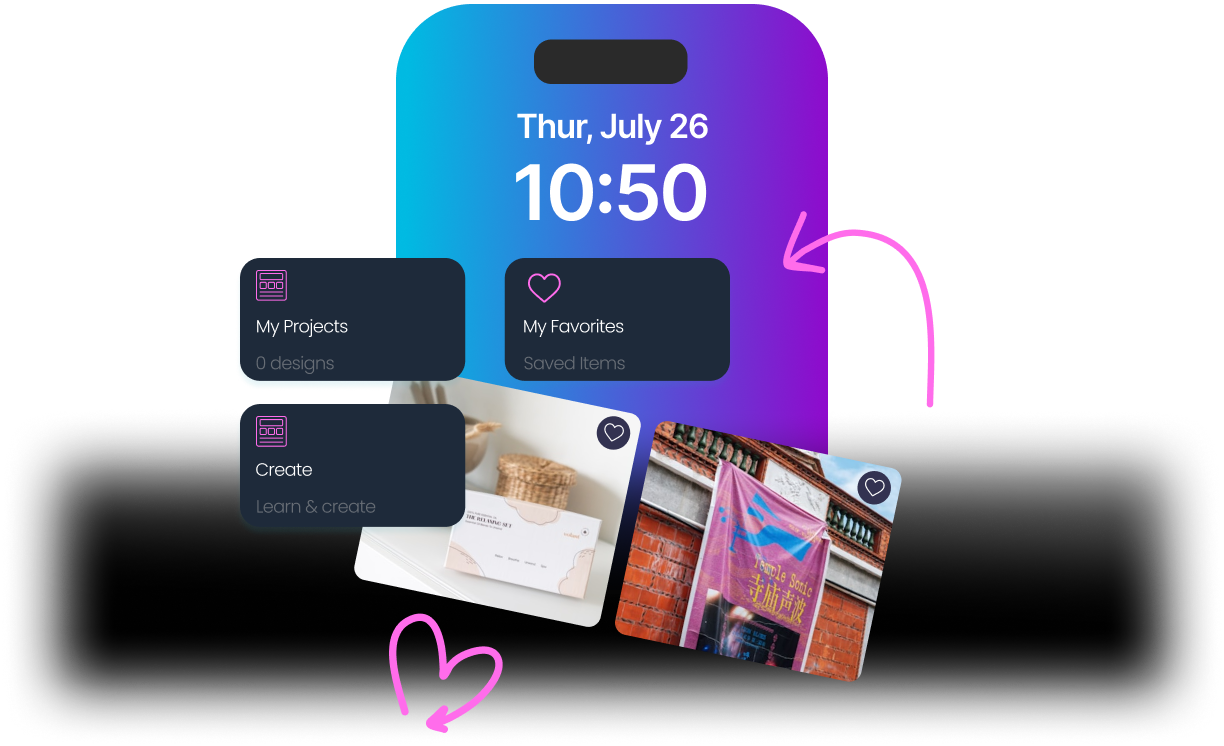 Thur, July 26
10:50
My Projects
0 designs
My Favorites
Saved Items
Create
Learn & create
THE RELAXING SET
Temple Sonic
寺庙声波